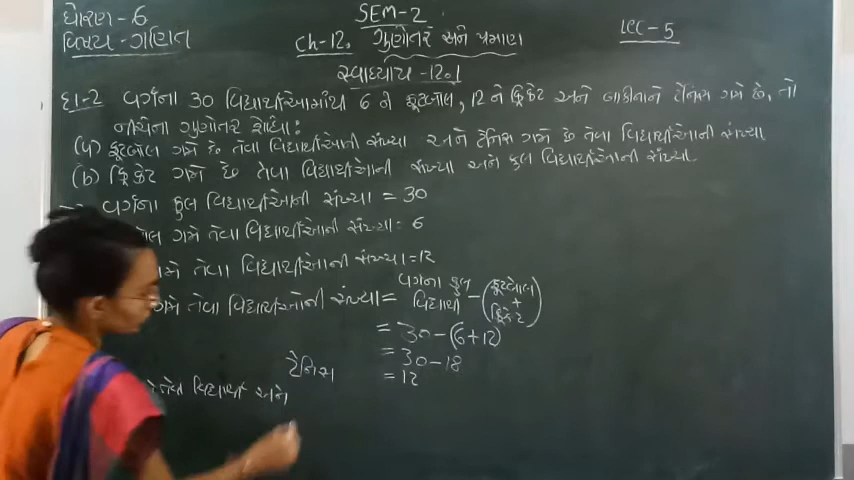 ધોરણ-6
SEM-2
વિષય-ગણિત
Ch-12. ગુણોત્તર અને પ્રમાણ
Lec-5
સ્વાધ્યાય-12.1
દા-2 વર્ગના 30 વિદ્યાર્થીઓમાંથી 6 ને ફૂટબોલ, 12 ને ક્રિકેટ અને બાકીનાને ટેનિસ ગમે છે, તો
નીચેના ગુણોત્તર શોધો:
(a) ફૂટબોલ ગમે છે તેવા વિદ્યાર્થીઓની સંખ્યા અને ટેનિસ ગમે છે તેવા વિદ્યાર્થીઓની સંખ્યા
(b) ક્રિકેટ ગમે છે તેવા વિદ્યાર્થીઓની સંખ્યા અને કુલ વિદ્યાર્થીઓની સંખ્યા
વર્ગના કુલ વિદ્યાર્થીઓની સંખ્યા = 30
ગમે તેવા વિદ્યાર્થીઓની સંખ્યા = 6
ગમે તેવા વિદ્યાર્થીઓની સંખ્યા = 12
ગમે તેવા વિદ્યાર્થીઓની સંખ્યા = વર્ગના કુલ વિદ્યાર્થી - (ફૂટબોલ + ક્રિકેટ)
= 30 - (6+12)
= 30 - 18
= 12
ટેનિસ
તેવા વિદ્યાર્થી અને